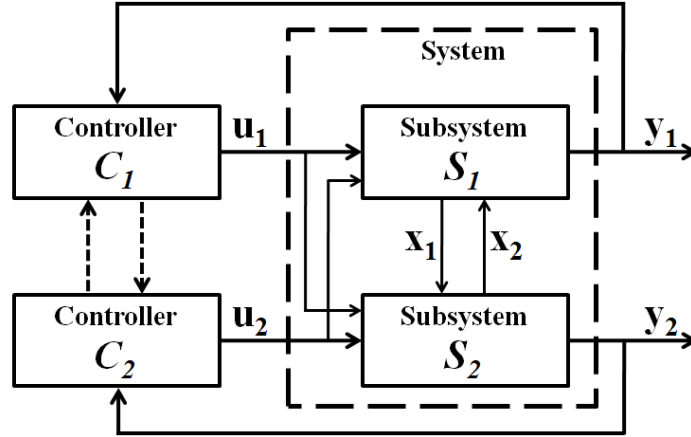 System
Controller
C1
u1
Subsystem
S1
y1
x1
x2
Controller
C2
u2
Subsystem
S2
y2